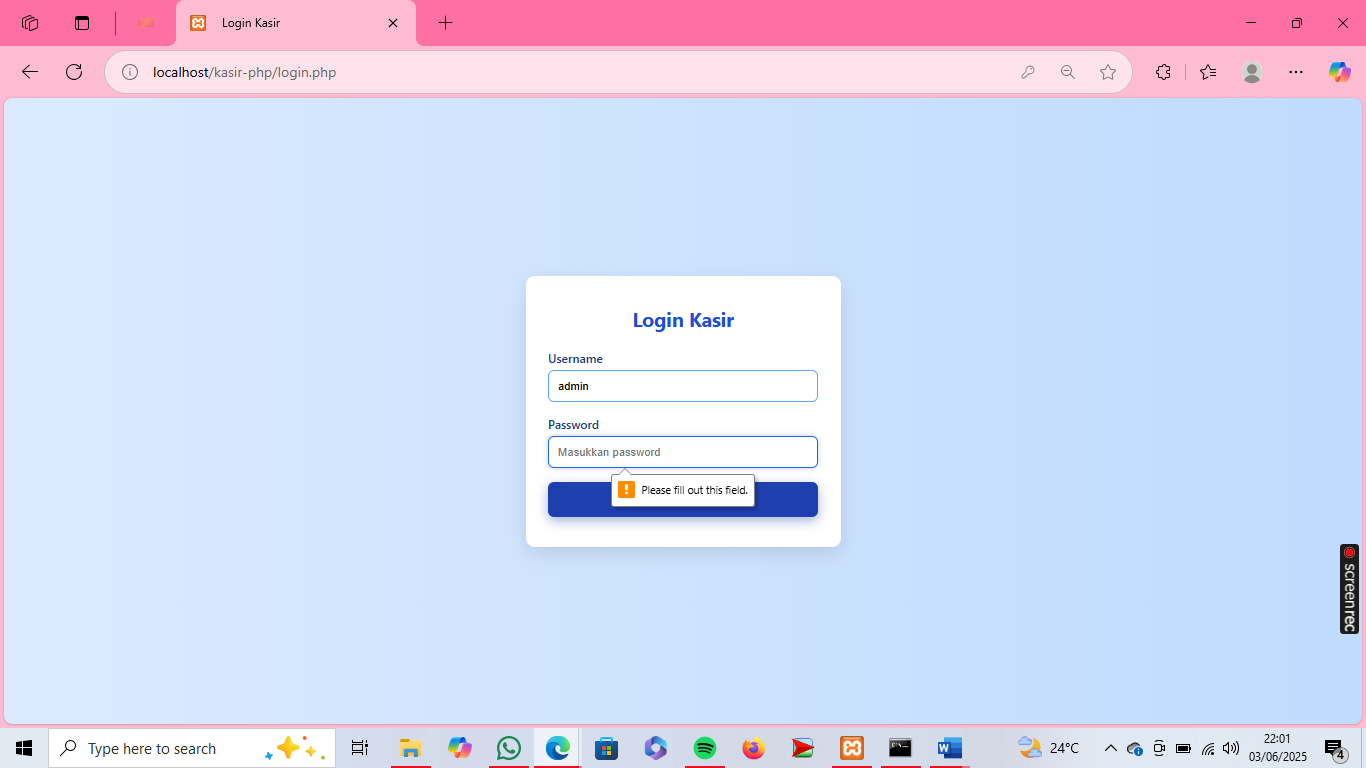 Login Kasir
localhost/kasir-php/login.php
Login Kasir
Username
admin
Password
Masukkan password
Please fill out this field.
screenrec
Type here to search
24°C
22:01
03/06/2025
4